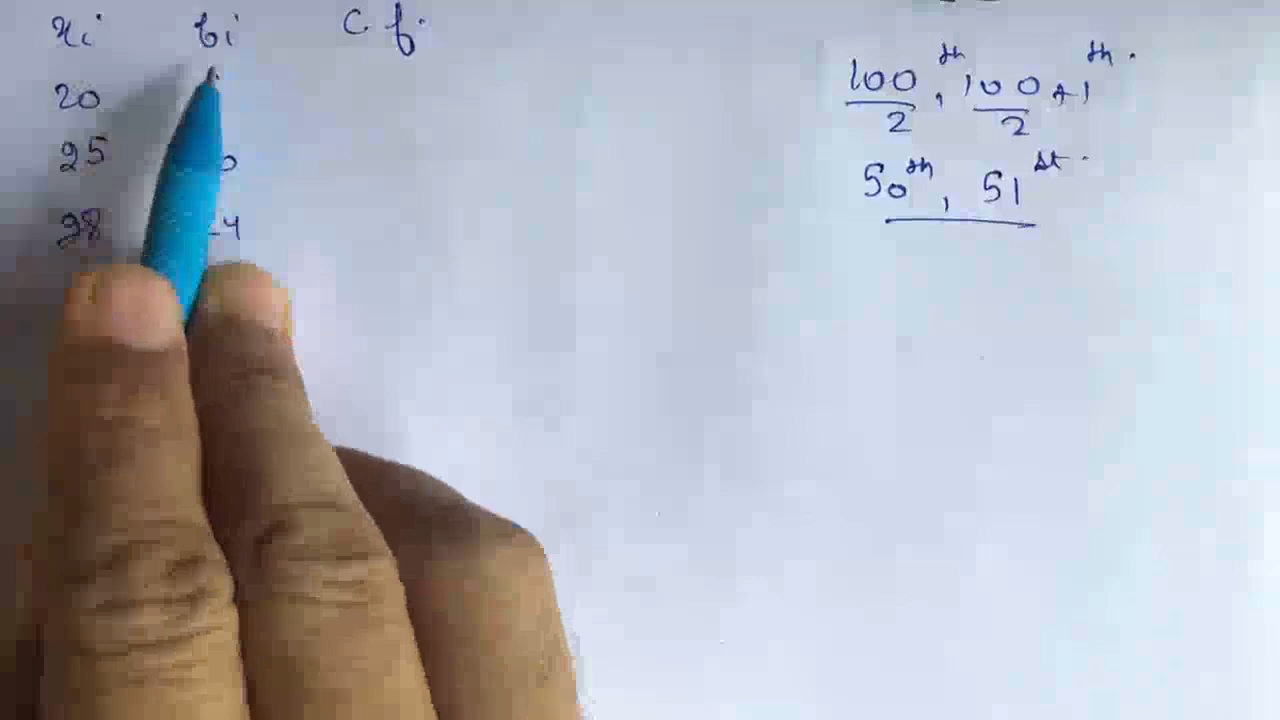 xi fi c f.
20
25
28
100/2 th, 100/2 +1 th.
50th, 51st.